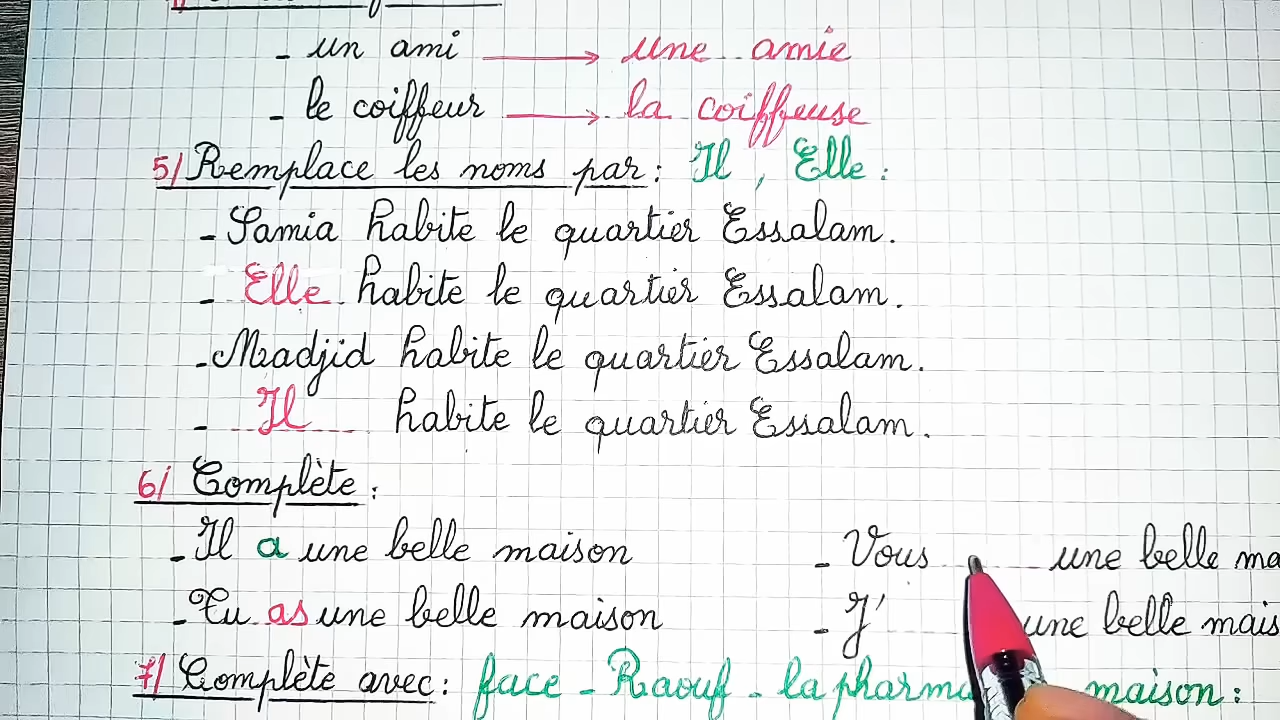 - un ami → une amie
- le coiffeur → la coiffeuse
5/ Remplace les noms par : Il , Elle :
- Samia habite le quartier Essalam.
- Elle habite le quartier Essalam.
- Madjid habite le quartier Essalam.
- Il habite le quartier Essalam.
6/ Complète :
- Il a une belle maison - Vous ... une belle ma
- Tu as une belle maison - J' ... une belle mais
7/ Complète avec : face - Raouf - la pharma maison :